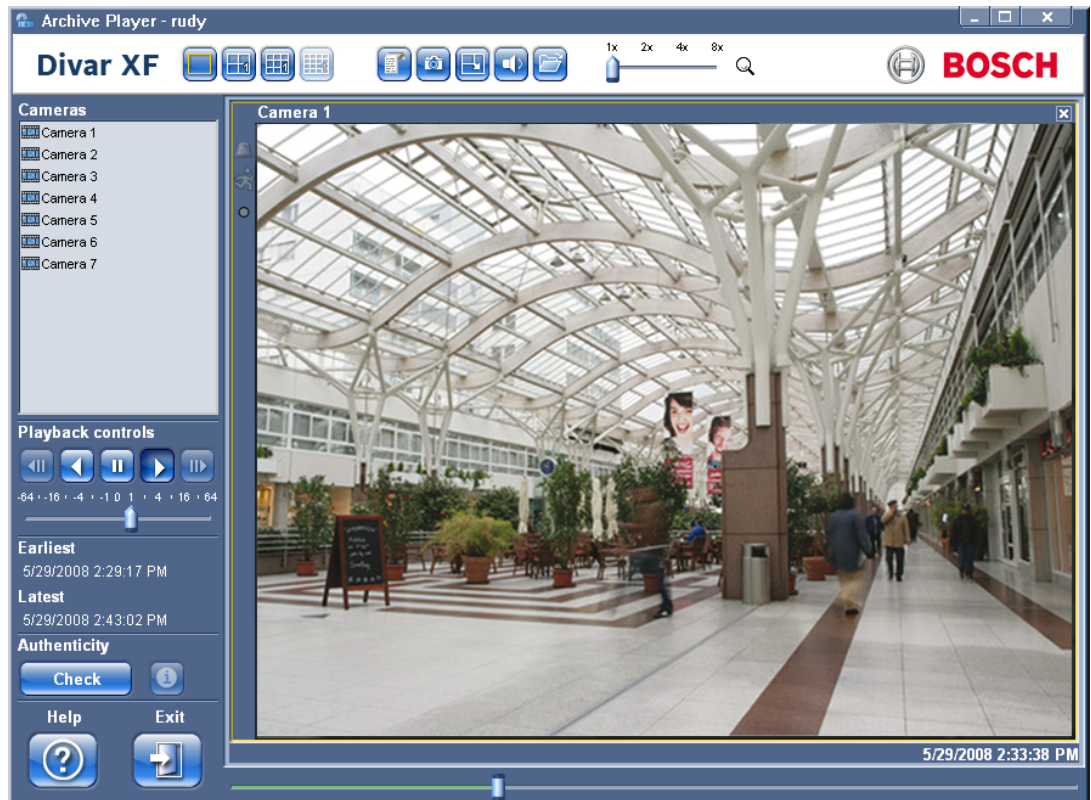 Archive Player - rudy
Divar XF
1 1 4
1x 2x 4x 8x
BOSCH
Cameras
Camera 1
Camera 2
Camera 3
Camera 4
Camera 5
Camera 6
Camera 7
Playback controls
-64 -16 -4 -1 0 1 4 16 64
Earliest
5/29/2008 2:29:17 PM
Latest
5/29/2008 2:43:02 PM
Authenticity
Check
Help Exit
Camera 1
5/29/2008 2:33:38 PM